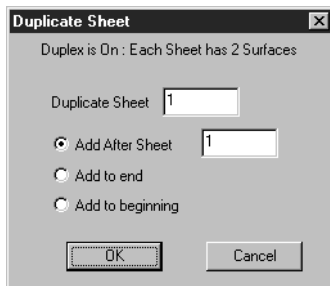 Duplicate Sheet
Duplex is On : Each Sheet has 2 Surfaces
Duplicate Sheet 1
Add After Sheet 1
Add to end
Add to beginning
OK Cancel